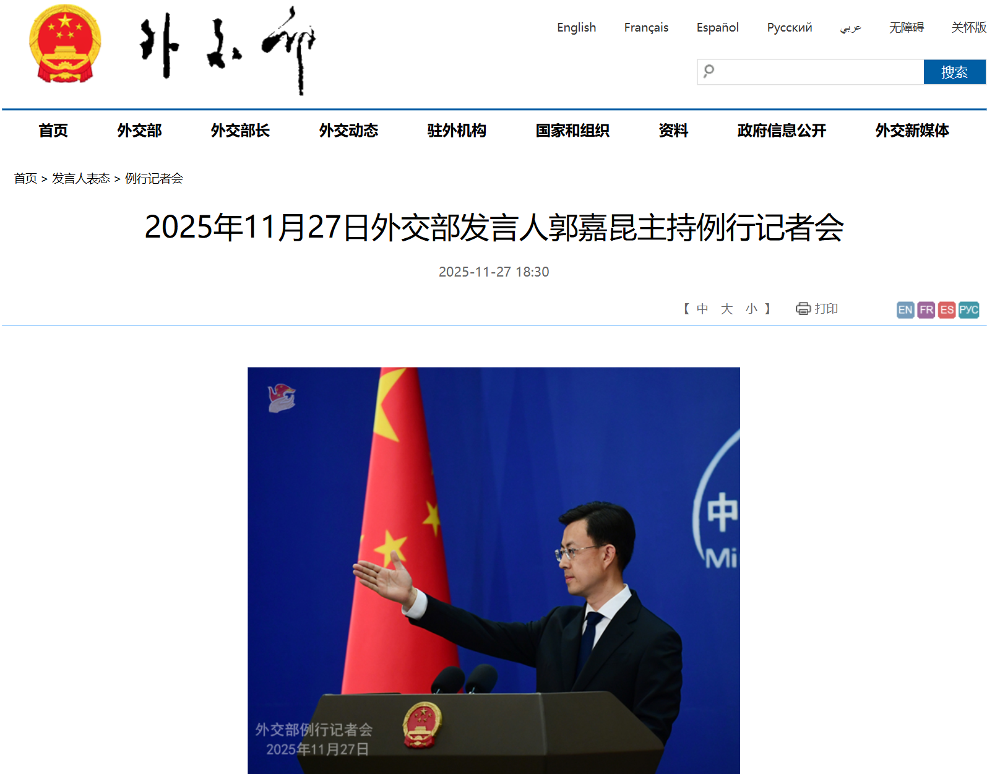 外交部
English Français Español Русский عربي 无障碍 关怀版
搜索
首页 外交部 外交部长 外交动态 驻外机构 国家和组织 资料 政府信息公开 外交新媒体
首页 > 发言人表态 > 例行记者会
2025年11月27日外交部发言人郭嘉昆主持例行记者会
2025-11-27 18:30
【 中 大 小 】 打印 EN FR ES РУС
中
Mi
外交部例行记者会
2025年11月27日